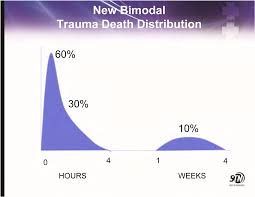 New Bimodal
Trauma Death Distribution
60%
30%
10%
0 4 1 4
HOURS WEEKS